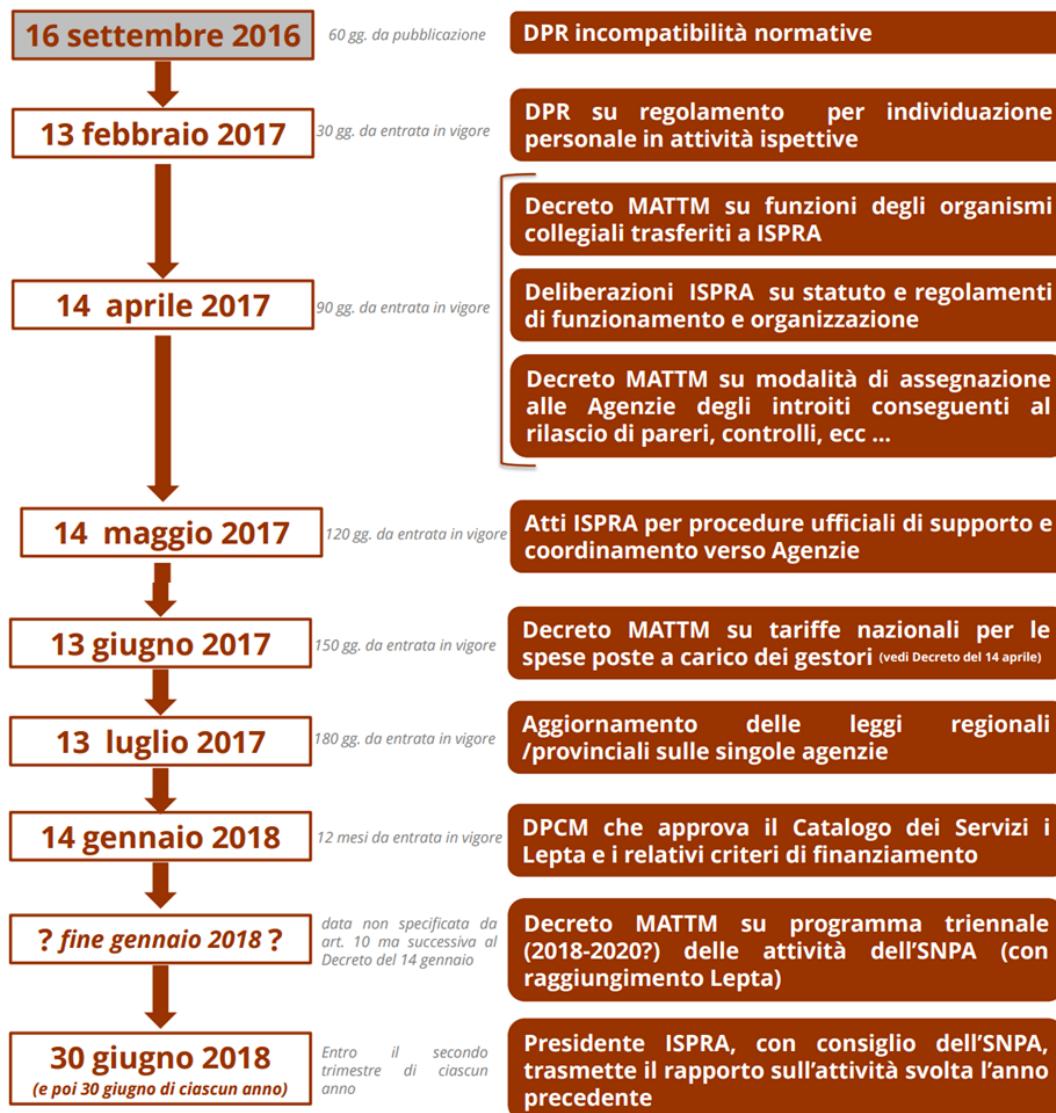 16 settembre 2016
60 gg. da pubblicazione
DPR incompatibilità normative
13 febbraio 2017
30 gg. da entrata in vigore
DPR su regolamento per individuazione
personale in attività ispettive
Decreto MATTM su funzioni degli organismi
collegiali trasferiti a ISPRA
14 aprile 2017
90 gg. da entrata in vigore
Deliberazioni ISPRA su statuto e regolamenti
di funzionamento e organizzazione
Decreto MATTM su modalità di assegnazione
alle Agenzie degli introiti conseguenti al
rilascio di pareri, controlli, ecc ...
14 maggio 2017
120 gg. da entrata in vigore
Atti ISPRA per procedure ufficiali di supporto e
coordinamento verso Agenzie
13 giugno 2017
150 gg. da entrata in vigore
Decreto MATTM su tariffe nazionali per le
spese poste a carico dei gestori (vedi Decreto del 14 aprile)
13 luglio 2017
180 gg. da entrata in vigore
Aggiornamento delle leggi regionali
/provinciali sulle singole agenzie
14 gennaio 2018
12 mesi da entrata in vigore
DPCM che approva il Catalogo dei Servizi i
Lepta e i relativi criteri di finanziamento
? fine gennaio 2018 ?
data non specificata da
art. 10 ma successiva al
Decreto del 14 gennaio
Decreto MATTM su programma triennale
(2018-2020?) delle attività dell'SNPA (con
raggiungimento Lepta)
30 giugno 2018
(e poi 30 giugno di ciascun anno)
Entro il secondo
trimestre di ciascun
anno
Presidente ISPRA, con consiglio dell'SNPA,
trasmette il rapporto sull'attività svolta l'anno
precedente